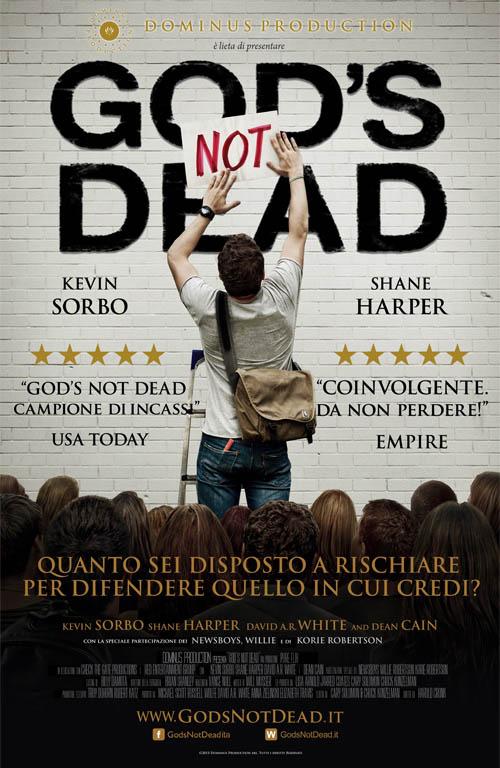 DOMINUS PRODUCTION
è lieta di presentare
GOD'S
NOT
DEAD
KEVIN
SORBO
SHANE
HARPER
"GOD'S NOT DEAD
CAMPIONE DI INCASSI"
USA TODAY
"COINVOLGENTE.
DA NON PERDERE!"
EMPIRE
QUANTO SEI DISPOSTO A RISCHIARE
PER DIFENDERE QUELLO IN CUI CREDI?
KEVIN SORBO SHANE HARPER DAVID A.R. WHITE AND DEAN CAIN
CON LA SPECIALE PARTECIPAZIONE DEI NEWSBOYS, WILLIE E DI KORIE ROBERTSON
WWW.GODSNOTDEAD.IT
GodsNotDeadita
GodsNotDead.it